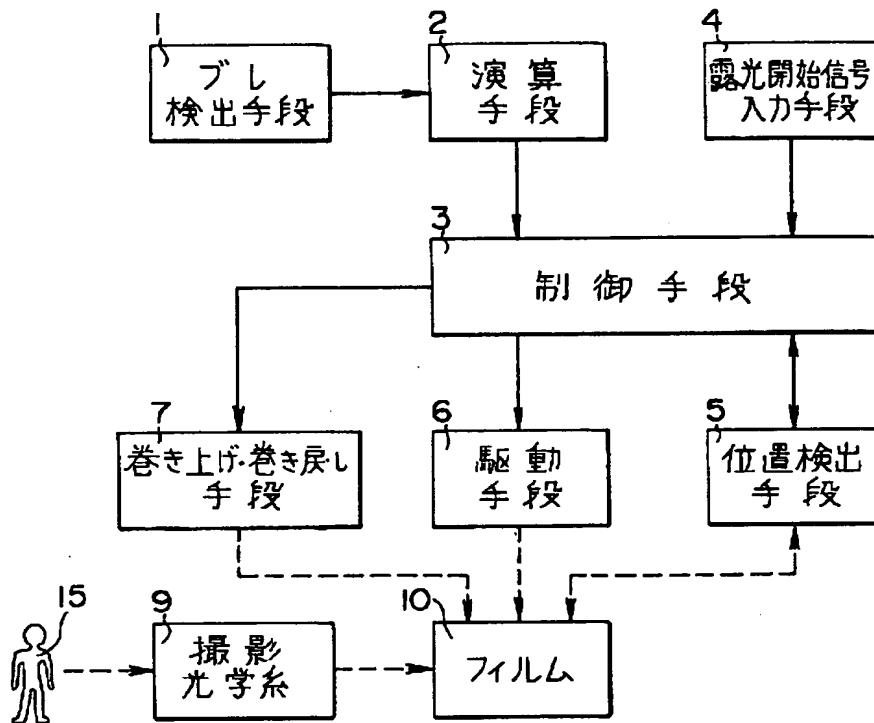 1
ブレ
検出手段
2
演算
手段
4
露光開始信号
入力手段
3
制御手段
7
巻き上げ・巻き戻し
手段
6
駆動
手段
5
位置検出
手段
15
9
撮影
光学系
10
フィルム